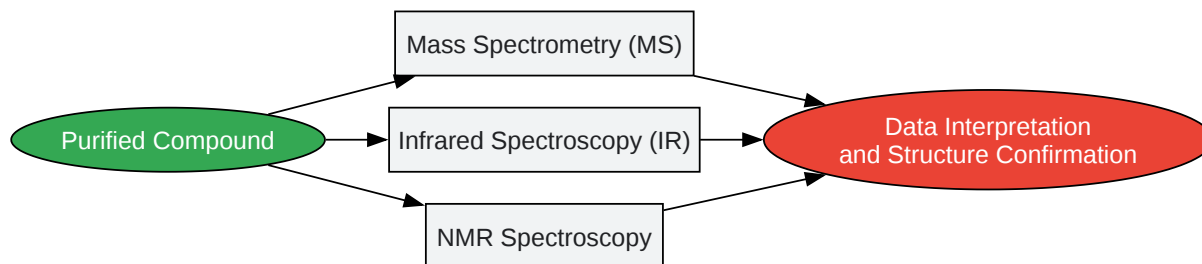 Mass Spectrometry (MS)
Purified Compound
Infrared Spectroscopy (IR)
Data Interpretation
and Structure Confirmation
NMR Spectroscopy